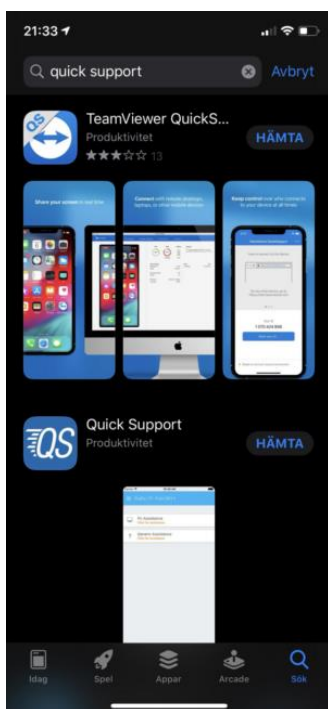 21:33
quick support
Avbryt
QS
TeamViewer QuickS...
Produktivitet
13
HÄMTA
Share your screen in real time
Connect with remote desktops,
laptops, or other mobile devices
Keep control over who connects
to your device at all times
QS
Quick Support
Produktivitet
HÄMTA
Idag
Spel
Appar
Arcade
Sök